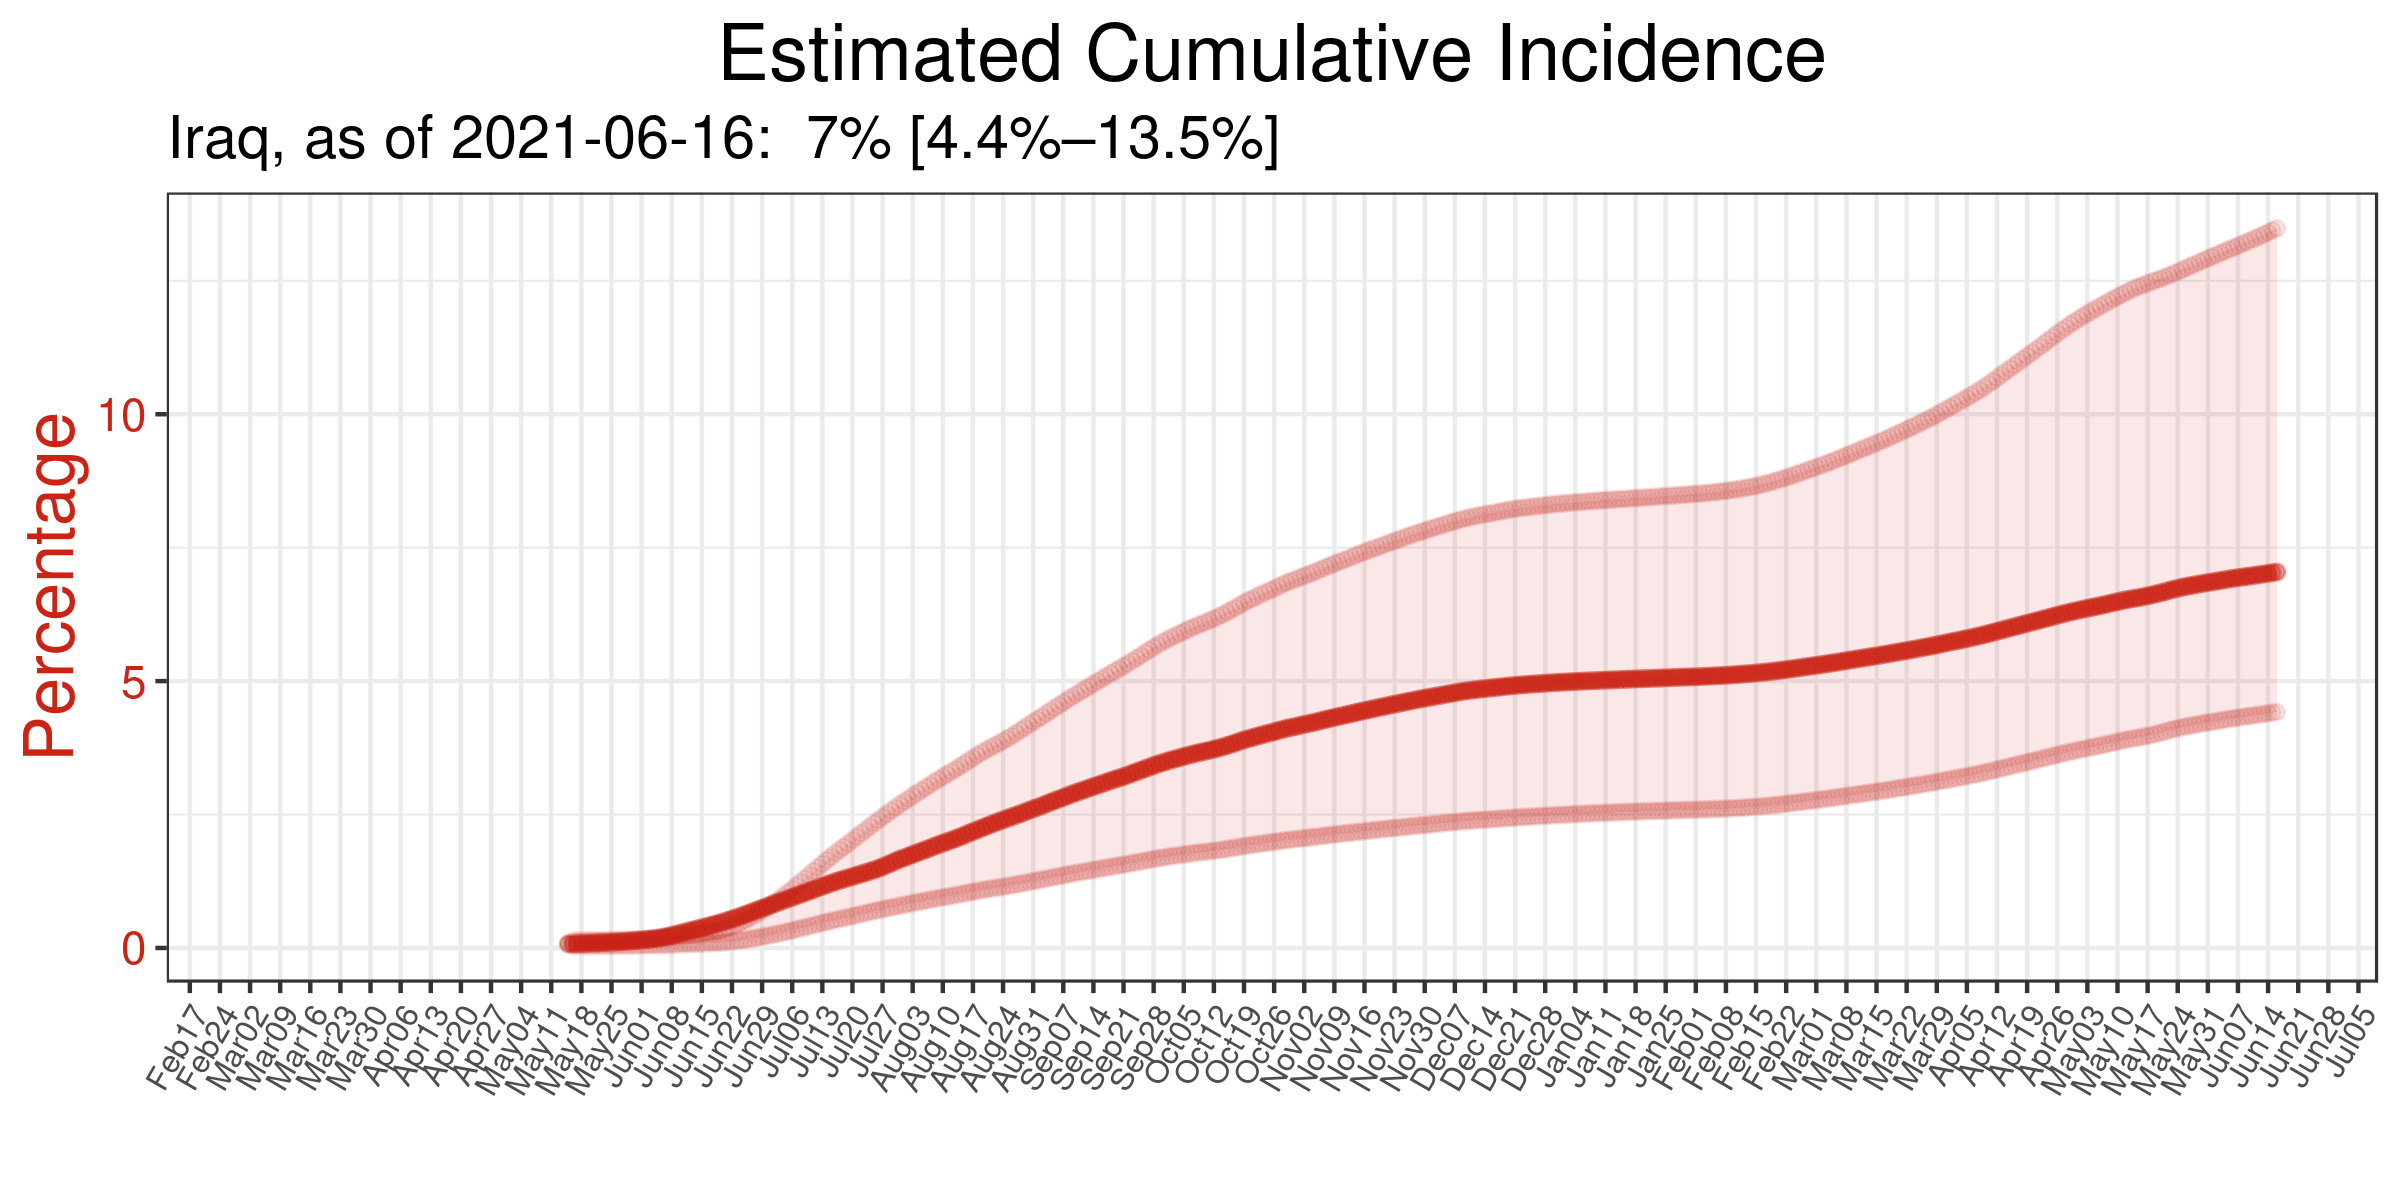 Estimated Cumulative Incidence
Iraq, as of 2021-06-16:  7% [4.4%–13.5%]
Percentage
10
5
0
Feb17
Feb24
Mar02
Mar09
Mar16
Mar23
Mar30
Apr06
Apr13
Apr20
Apr27
May04
May11
May18
May25
Jun01
Jun08
Jun15
Jun22
Jun29
Jul06
Jul13
Jul20
Jul27
Aug03
Aug10
Aug17
Aug24
Aug31
Sep07
Sep14
Sep21
Sep28
Oct05
Oct12
Oct19
Oct26
Nov02
Nov09
Nov16
Nov23
Nov30
Dec07
Dec14
Dec21
Dec28
Jan04
Jan11
Jan18
Jan25
Feb01
Feb08
Feb15
Feb22
Mar01
Mar08
Mar15
Mar22
Mar29
Apr05
Apr12
Apr19
Apr26
May03
May10
May17
May24
May31
Jun07
Jun14
Jun21
Jun28
Jul05